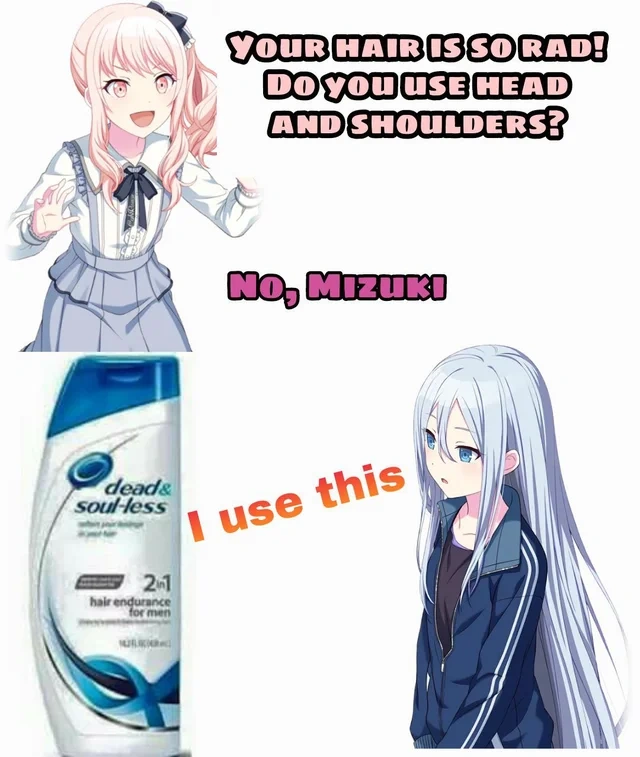 YOUR HAIR IS SO RAD!
DO YOU USE HEAD
AND SHOULDERS?
NO, MIZUKI
I use this
dead&
soul-less
2in1
hair endurance
for men